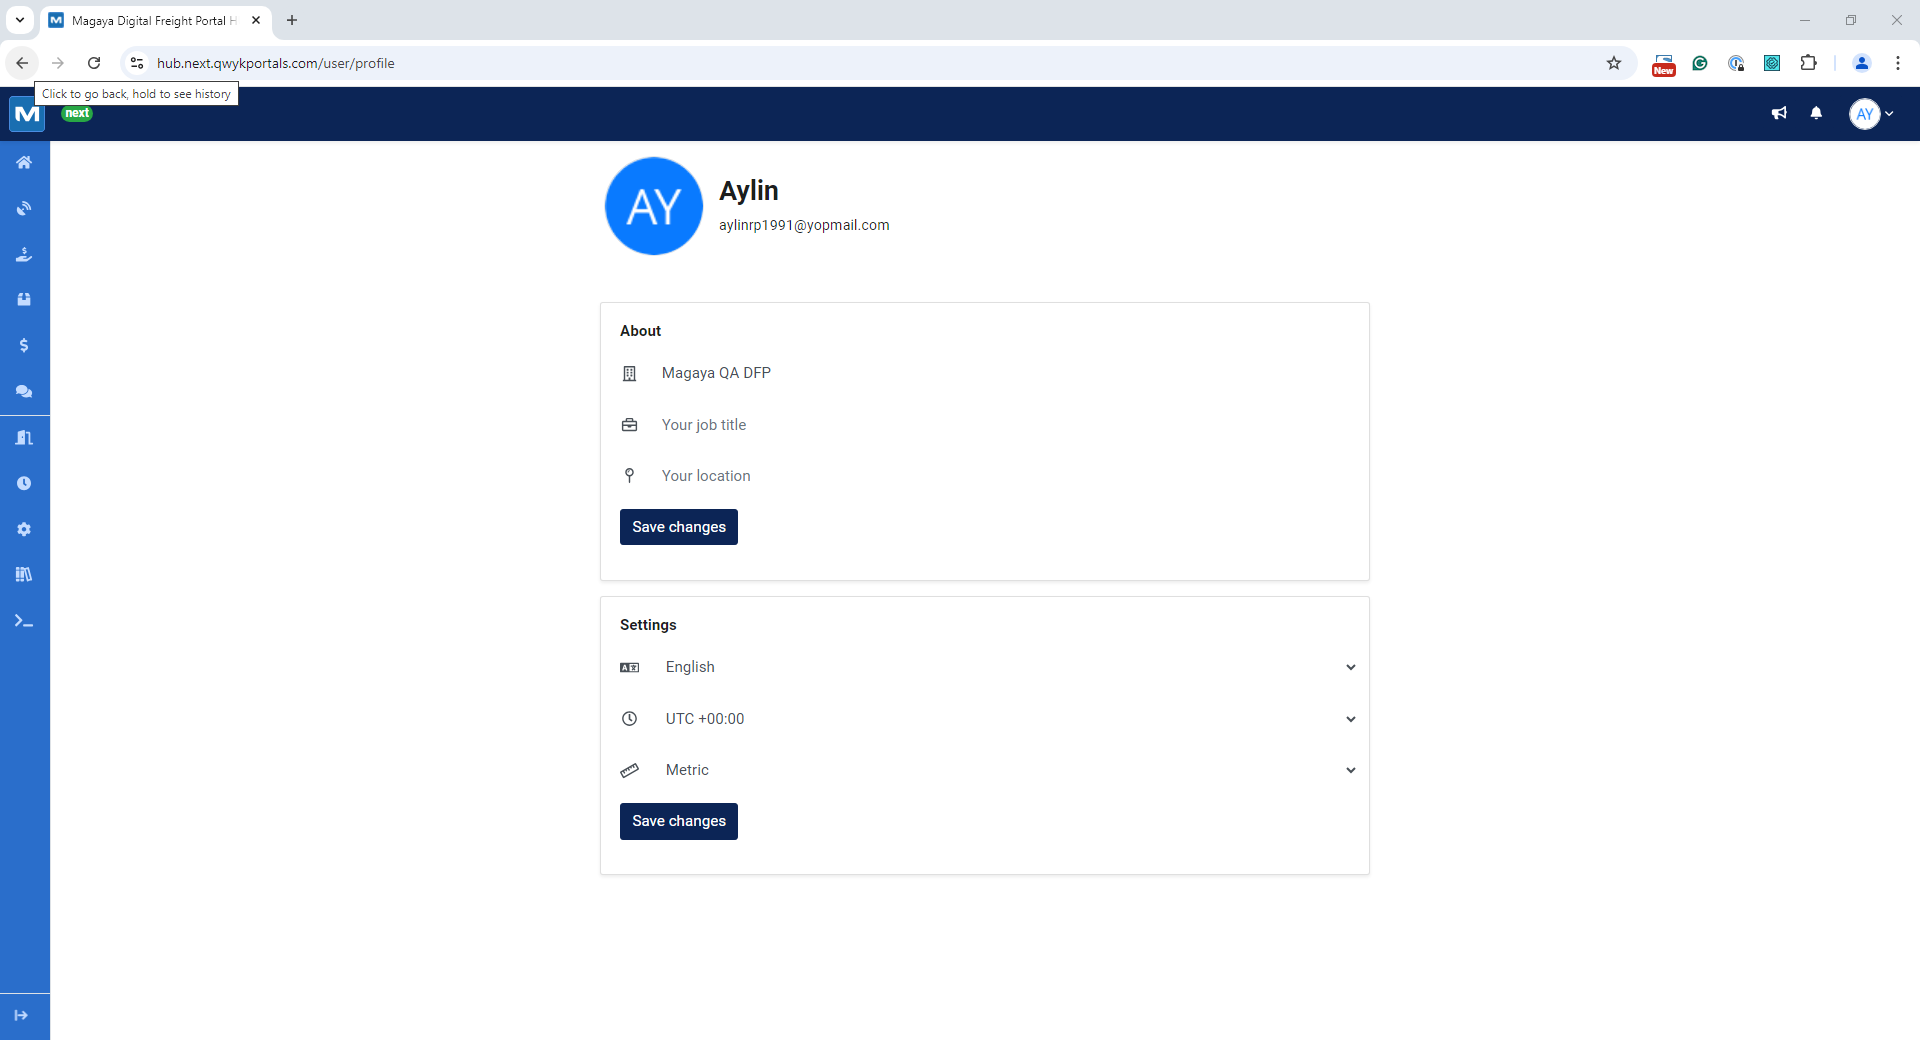 Magaya Digital Freight Portal H
hub.next.qwykportals.com/user/profile
New
Click to go back, hold to see history
M
next
AY
AY
Aylin
aylinrp1991@yopmail.com
About
Magaya QA DFP
Your job title
Your location
Save changes
Settings
English
UTC +00:00
Metric
Save changes